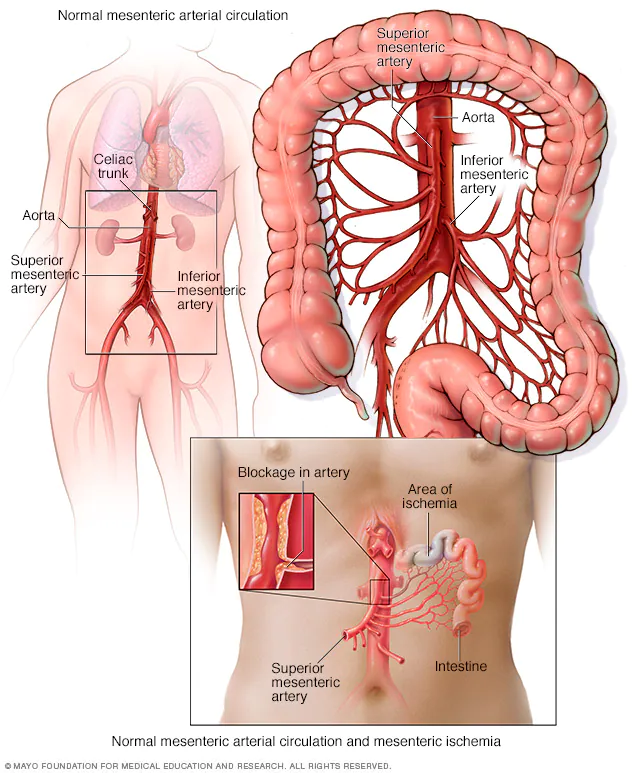 Normal mesenteric arterial circulation
Superior
mesenteric
artery
Aorta
Inferior
mesenteric
artery
Celiac
trunk
Aorta
Superior
mesenteric
artery
Inferior
mesenteric
artery
Blockage in artery
Area of
ischemia
Superior
mesenteric
artery
Intestine
Normal mesenteric arterial circulation and mesenteric ischemia
© MAYO FOUNDATION FOR MEDICAL EDUCATION AND RESEARCH. ALL RIGHTS RESERVED.